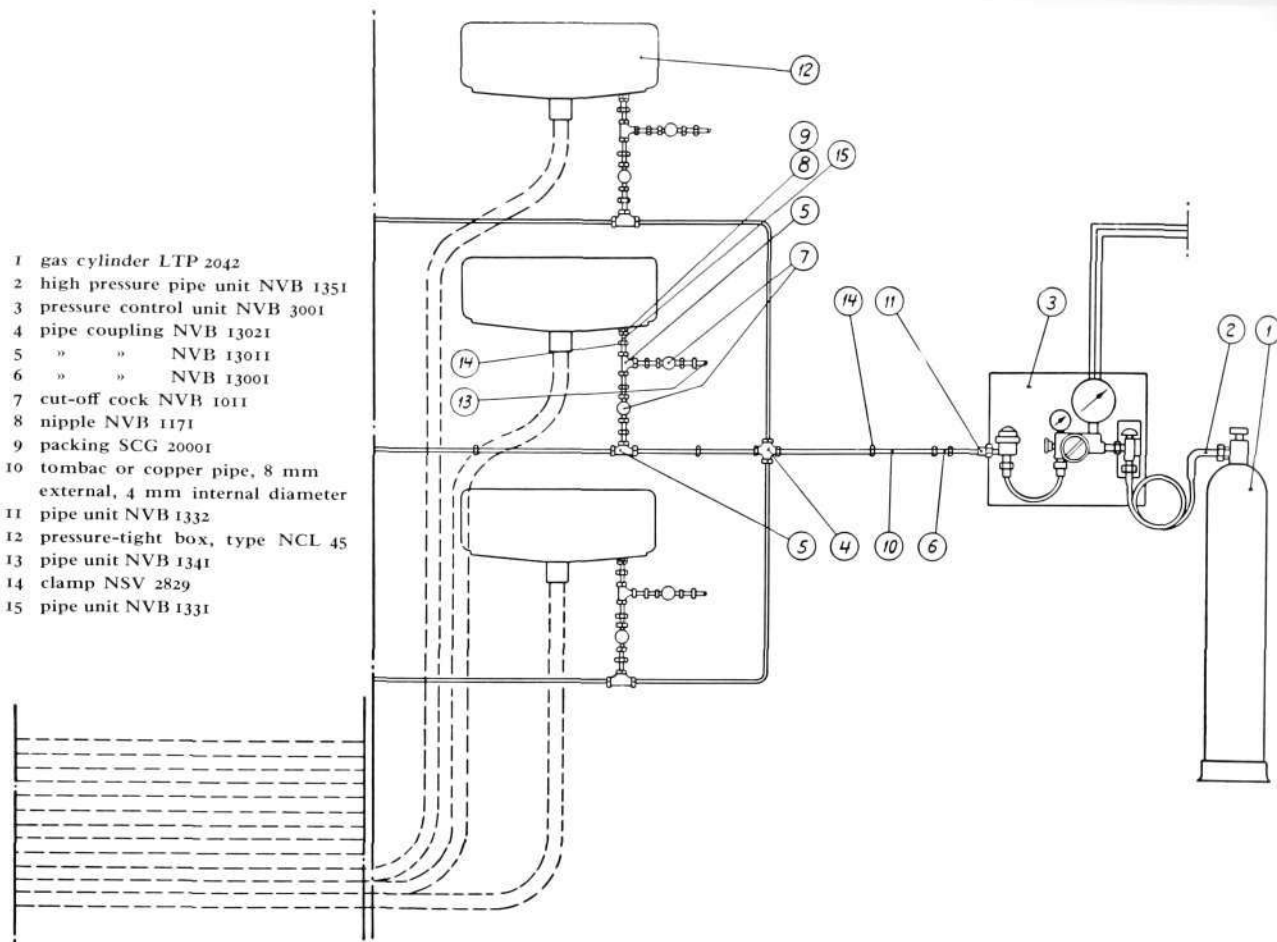 1 gas cylinder LTP 2042
2 high pressure pipe unit NVB 1351
3 pressure control unit NVB 3001
4 pipe coupling NVB 13021
5 » » NVB 13011
6 » » NVB 13001
7 cut-off cock NVB 1011
8 nipple NVB 1171
9 packing SCG 20001
10 tombac or copper pipe, 8 mm
external, 4 mm internal diameter
11 pipe unit NVB 1332
12 pressure-tight box, type NCL 45
13 pipe unit NVB 1341
14 clamp NSV 2829
15 pipe unit NVB 1331
12
9
8
15
5
7
14
13
14
11
3
2
1
5
4
10
6